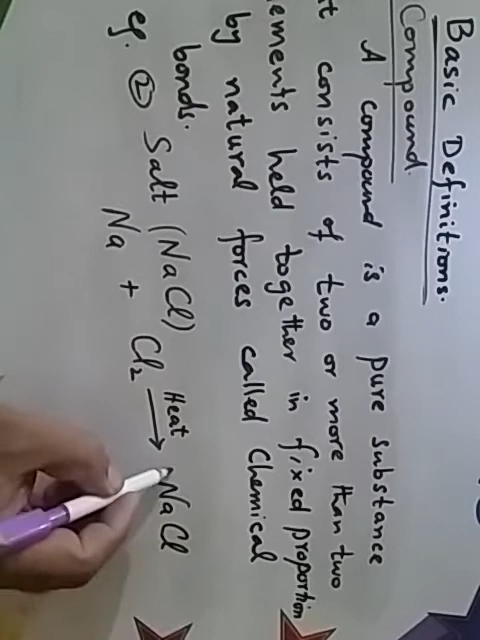 Basic Definitions.
Compound.
A compound is a pure substance
t consists of two or more than two
ements held together in fixed proportion
by natural forces called Chemical
bonds.
eg. ② Salt (NaCl)
Na + Cl₂ Heat → NaCl